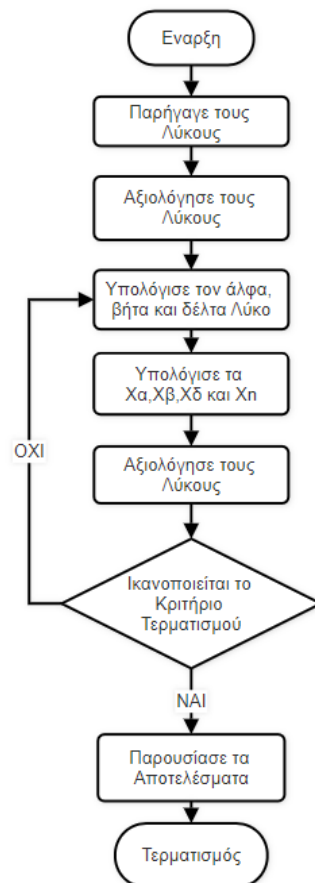 Εναρξη
Παρήγαγε τους
Λύκους
Αξιολόγησε τους
Λύκους
Υπολόγισε τον άλφα,
βήτα και δέλτα Λύκο
Υπολόγισε τα
Χα,Χβ,Χδ και Χη
Αξιολόγησε τους
Λύκους
ΟΧΙ
Ικανοποιείται το
Κριτήριο
Τερματισμού
ΝΑΙ
Παρουσίασε τα
Αποτελέσματα
Τερματισμός